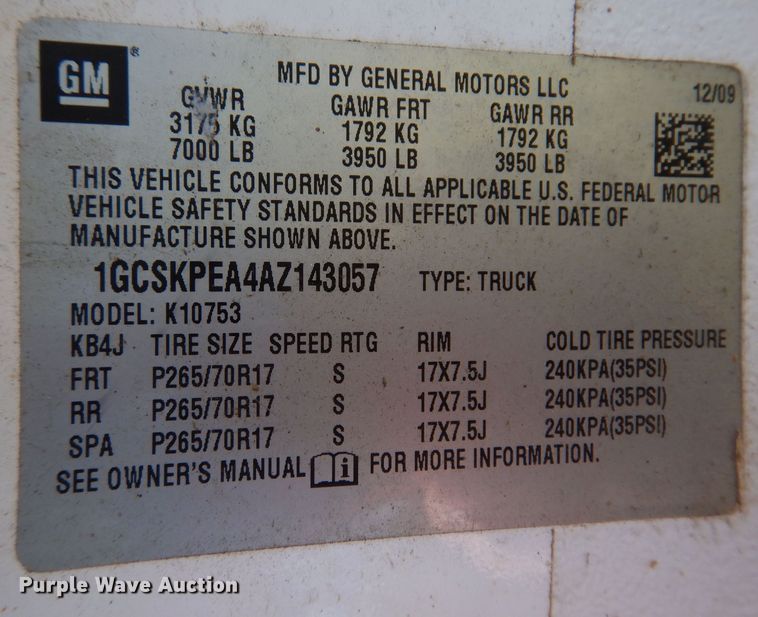 GM®
MFD BY GENERAL MOTORS LLC
12/09
GVWR GAWR FRT GAWR RR
3175 KG 1792 KG 1792 KG
7000 LB 3950 LB 3950 LB
THIS VEHICLE CONFORMS TO ALL APPLICABLE U.S. FEDERAL MOTOR
VEHICLE SAFETY STANDARDS IN EFFECT ON THE DATE OF
MANUFACTURE SHOWN ABOVE.
1GCSKPEA4AZ143057 TYPE: TRUCK
MODEL: K10753
KB4J TIRE SIZE SPEED RTG RIM COLD TIRE PRESSURE
FRT P265/70R17 S 17X7.5J 240KPA(35PSI)
RR P265/70R17 S 17X7.5J 240KPA(35PSI)
SPA P265/70R17 S 17X7.5J 240KPA(35PSI)
SEE OWNER'S MANUAL i FOR MORE INFORMATION.
Purple Wave Auction